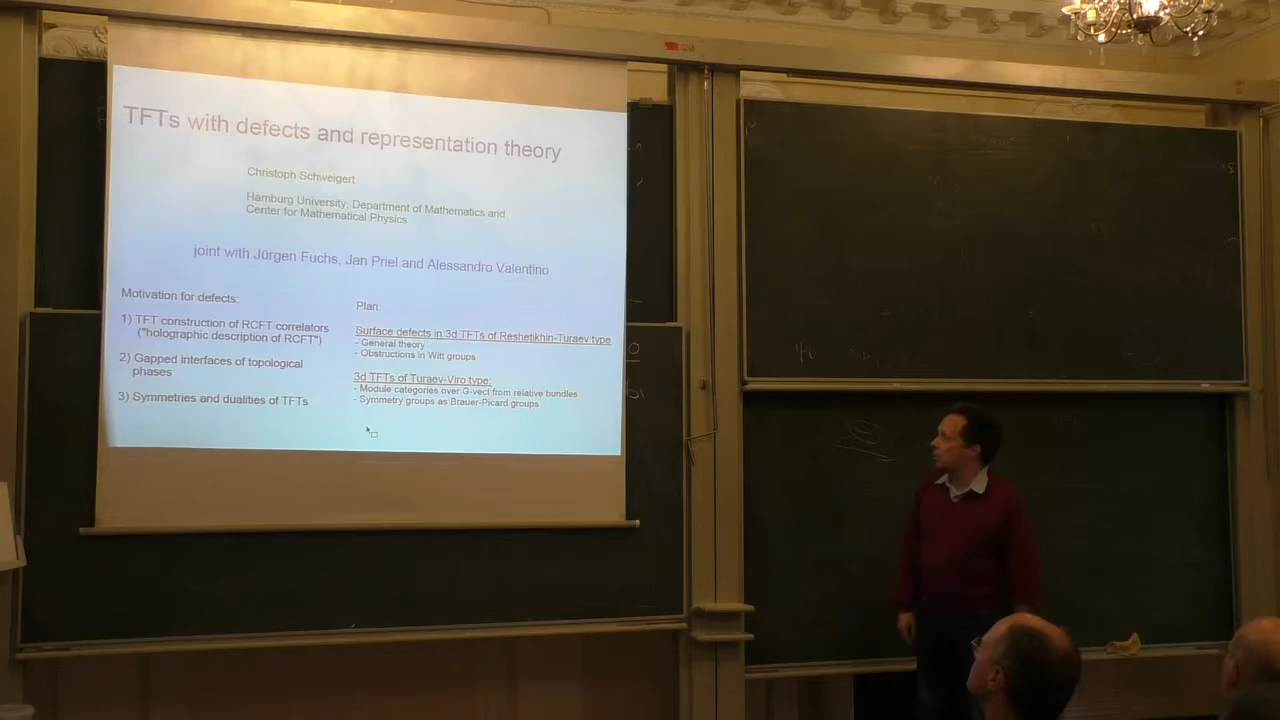 TFTs with defects and representation theory
Christoph Schweigert
Hamburg University, Department of Mathematics and
Center for Mathematical Physics
joint with Jürgen Fuchs, Jan Priel and Alessandro Valentino
Motivation for defects:
1) TFT construction of RCFT correlators
("holographic description of RCFT")
2) Gapped interfaces of topological
phases
3) Symmetries and dualities of TFTs
Plan:
Surface defects in 3d TFTs of Reshetikhin-Turaev type
- General theory
- Obstructions in Witt groups
3d TFTs of Turaev-Viro type:
- Module categories over G-vect from relative bundles
- Symmetry groups as Brauer-Picard groups